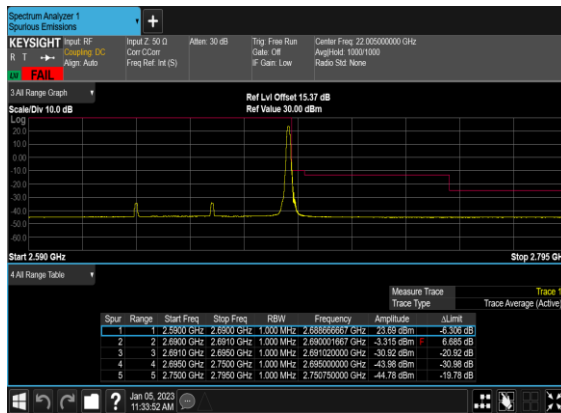 Spectrum Analyzer 1
Spurious Emissions
KEYSIGHT
R T
LW FAIL
Input: RF
Coupling: DC
Align: Auto
Input Z: 50 Ω
Corr CCorr
Freq Ref: Int (S)
Atten: 30 dB
Trig: Free Run
Gate: Off
IF Gain: Low
Center Freq: 22.005000000 GHz
Avg|Hold: 1000/1000
Radio Std: None
3 All Range Graph
Scale/Div 10.0 dB
Ref Lvl Offset 15.37 dB
Ref Value 30.00 dBm
Log
20.0
10.0
0.00
-10.0
-20.0
-30.0
-40.0
-50.0
-60.0
Start 2.590 GHz
Stop 2.795 GH
4 All Range Table
Measure Trace Trace 1
Trace Type Trace Average (Active)
Spur Range Start Freq Stop Freq RBW Frequency Amplitude ΔLimit
1 1 2.5900 GHz 2.6900 GHz 1.000 MHz 2.688666667 GHz 23.69 dBm -6.306 dB
2 2 2.6900 GHz 2.6910 GHz 1.000 MHz 2.690001667 GHz -3.315 dBm F 6.685 dB
3 3 2.6910 GHz 2.6950 GHz 1.000 MHz 2.691020000 GHz -30.92 dBm -20.92 dB
4 4 2.6950 GHz 2.7500 GHz 1.000 MHz 2.695000000 GHz -43.98 dBm -30.98 dB
5 5 2.7500 GHz 2.7950 GHz 1.000 MHz 2.750750000 GHz -44.78 dBm -19.78 dB
Jan 05, 2023
11:33:52 AM